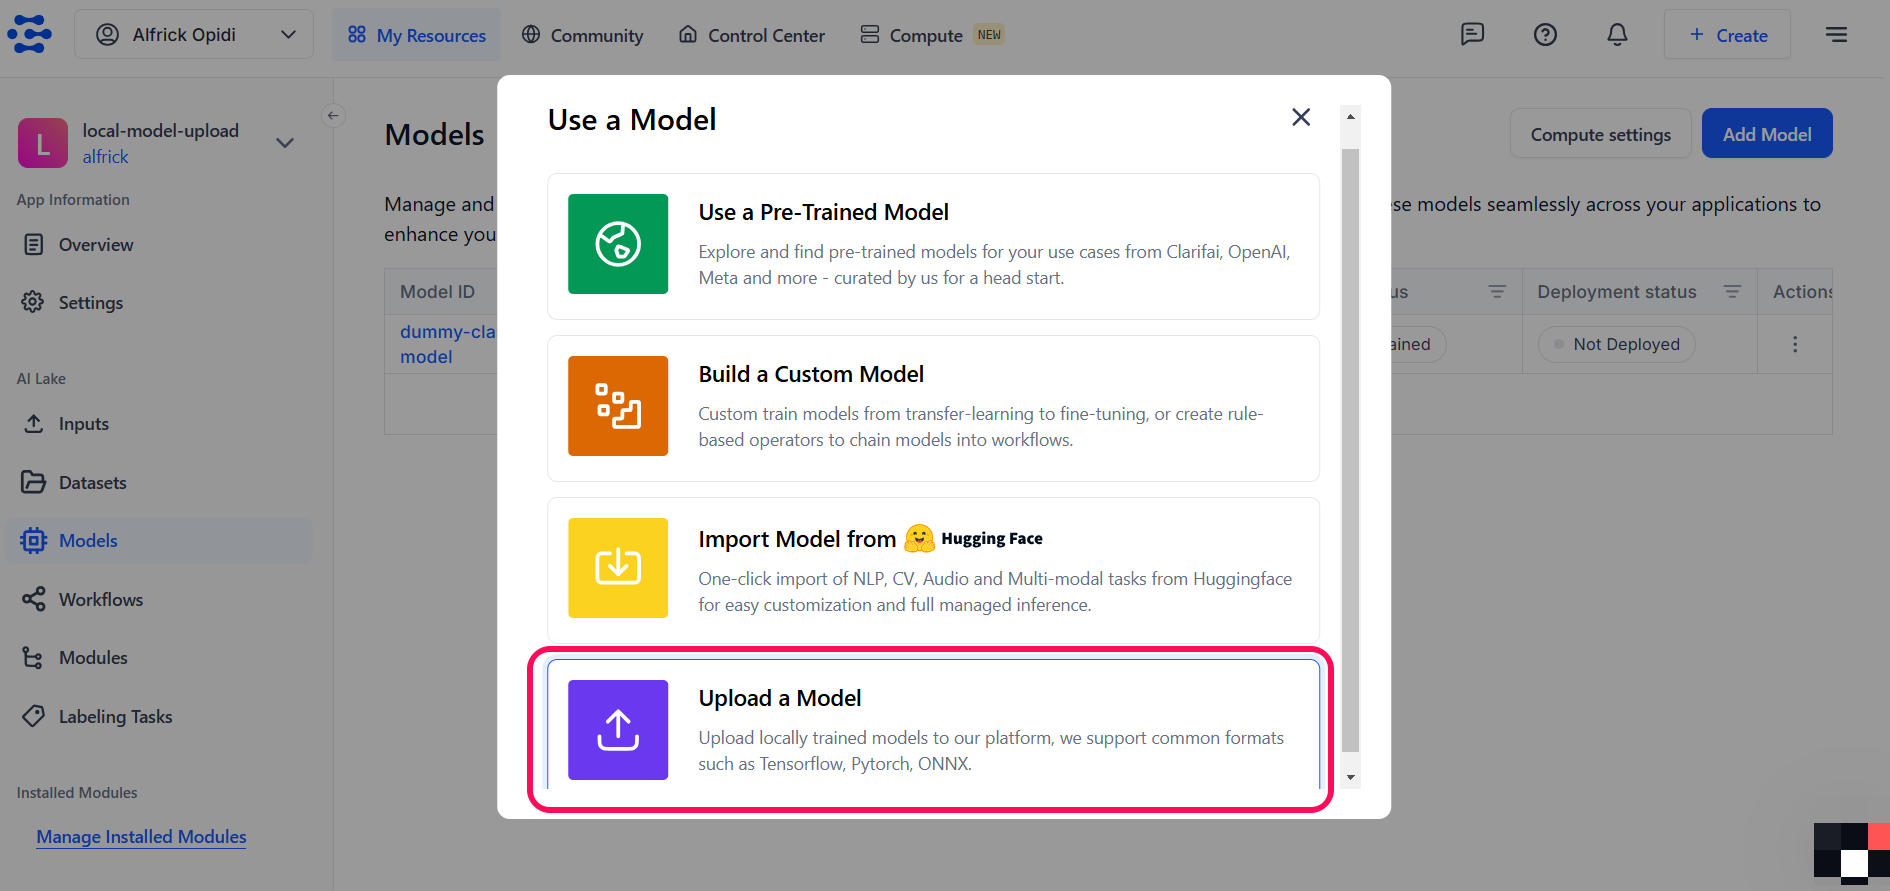 Alfrick Opidi
My Resources
Community
Control Center
Compute NEW
+ Create
L
local-model-upload
alfrick
App Information
Overview
Settings
AI Lake
Inputs
Datasets
Models
Workflows
Modules
Labeling Tasks
Installed Modules
Manage Installed Modules
Models
Compute settings
Add Model
Manage and
enhance you
se models seamlessly across your applications to
Model ID
us
Deployment status
Actions
dummy-cla
model
ained
Not Deployed
Use a Model
Use a Pre-Trained Model
Explore and find pre-trained models for your use cases from Clarifai, OpenAI,
Meta and more - curated by us for a head start.
Build a Custom Model
Custom train models from transfer-learning to fine-tuning, or create rule-
based operators to chain models into workflows.
Import Model from Hugging Face
One-click import of NLP, CV, Audio and Multi-modal tasks from Huggingface
for easy customization and full managed inference.
Upload a Model
Upload locally trained models to our platform, we support common formats
such as Tensorflow, Pytorch, ONNX.